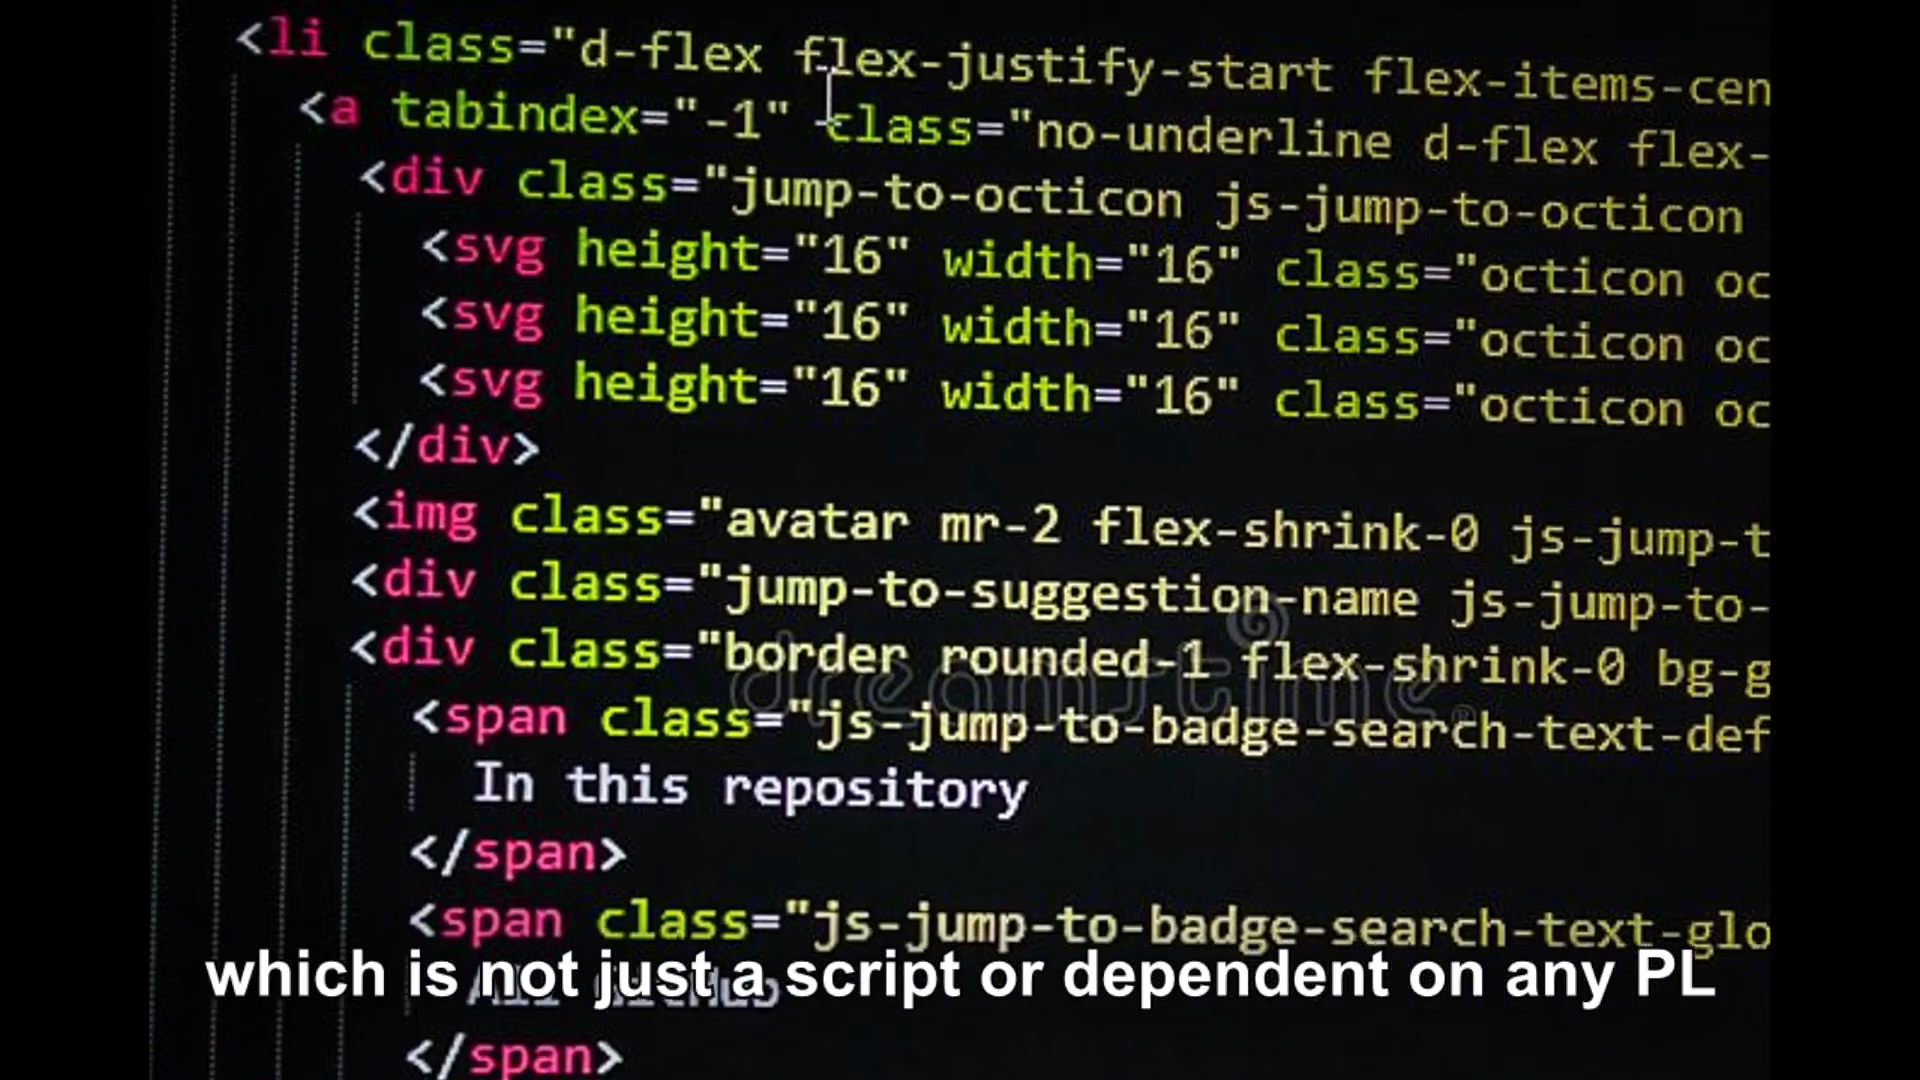 <li class="d-flex flex-justify-start flex-items-cen
<a tabindex="-1" class="no-underline d-flex flex-
<div class="jump-to-octicon js-jump-to-octicon
<svg height="16" width="16" class="octicon oc
<svg height="16" width="16" class="octicon oc
<svg height="16" width="16" class="octicon oc
</div>
<img class="avatar mr-2 flex-shrink-0 js-jump-t
<div class="jump-to-suggestion-name js-jump-to-
<div class="border rounded-1 flex-shrink-0 bg-g
dreamstime
<span class="js-jump-to-badge-search-text-def
In this repository
</span>
<span class="js-jump-to-badge-search-text-glo
All GitHub
which is not just a script or dependent on any PL
</span>